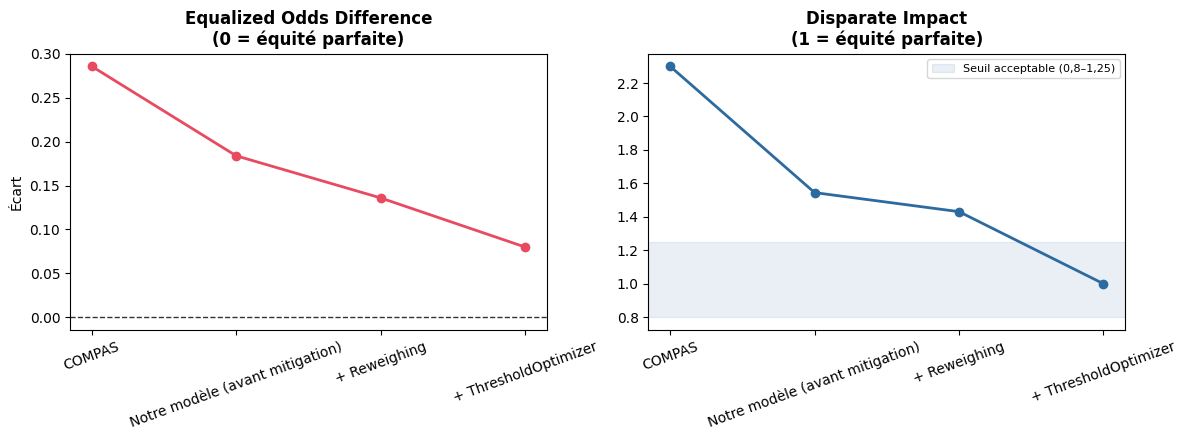 Equalized Odds Difference
(0 = équité parfaite)
Écart
0.30
0.25
0.20
0.15
0.10
0.05
0.00
COMPAS
Notre modèle (avant mitigation)
+ Reweighing
+ ThresholdOptimizer
Disparate Impact
(1 = équité parfaite)
Seuil acceptable (0,8–1,25)
2.2
2.0
1.8
1.6
1.4
1.2
1.0
0.8
COMPAS
Notre modèle (avant mitigation)
+ Reweighing
+ ThresholdOptimizer